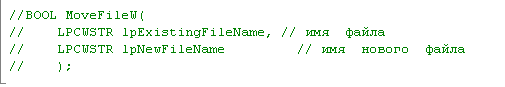 //BOOL MoveFileW(
//    LPCWSTR lpExistingFileName, // имя файла
//    LPCWSTR lpNewFileName         // имя нового файла
//    );